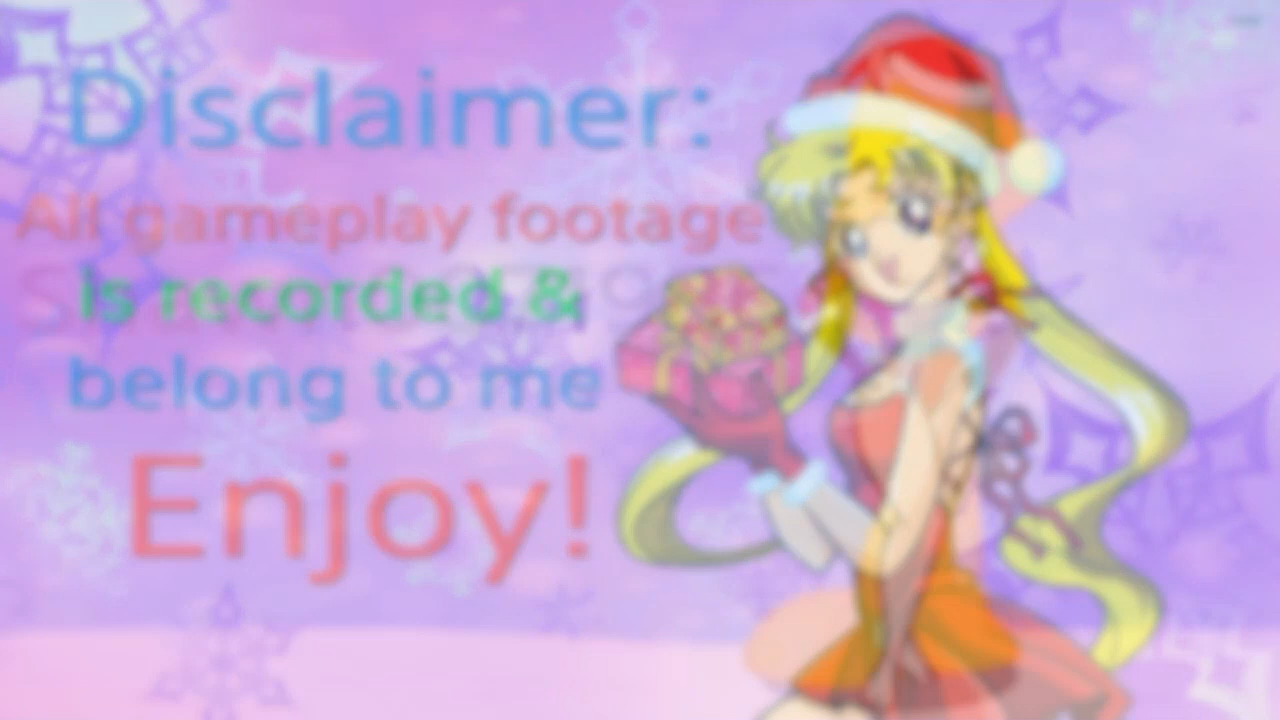 Disclaimer:
All gameplay footage
is recorded &
belong to me
Enjoy!